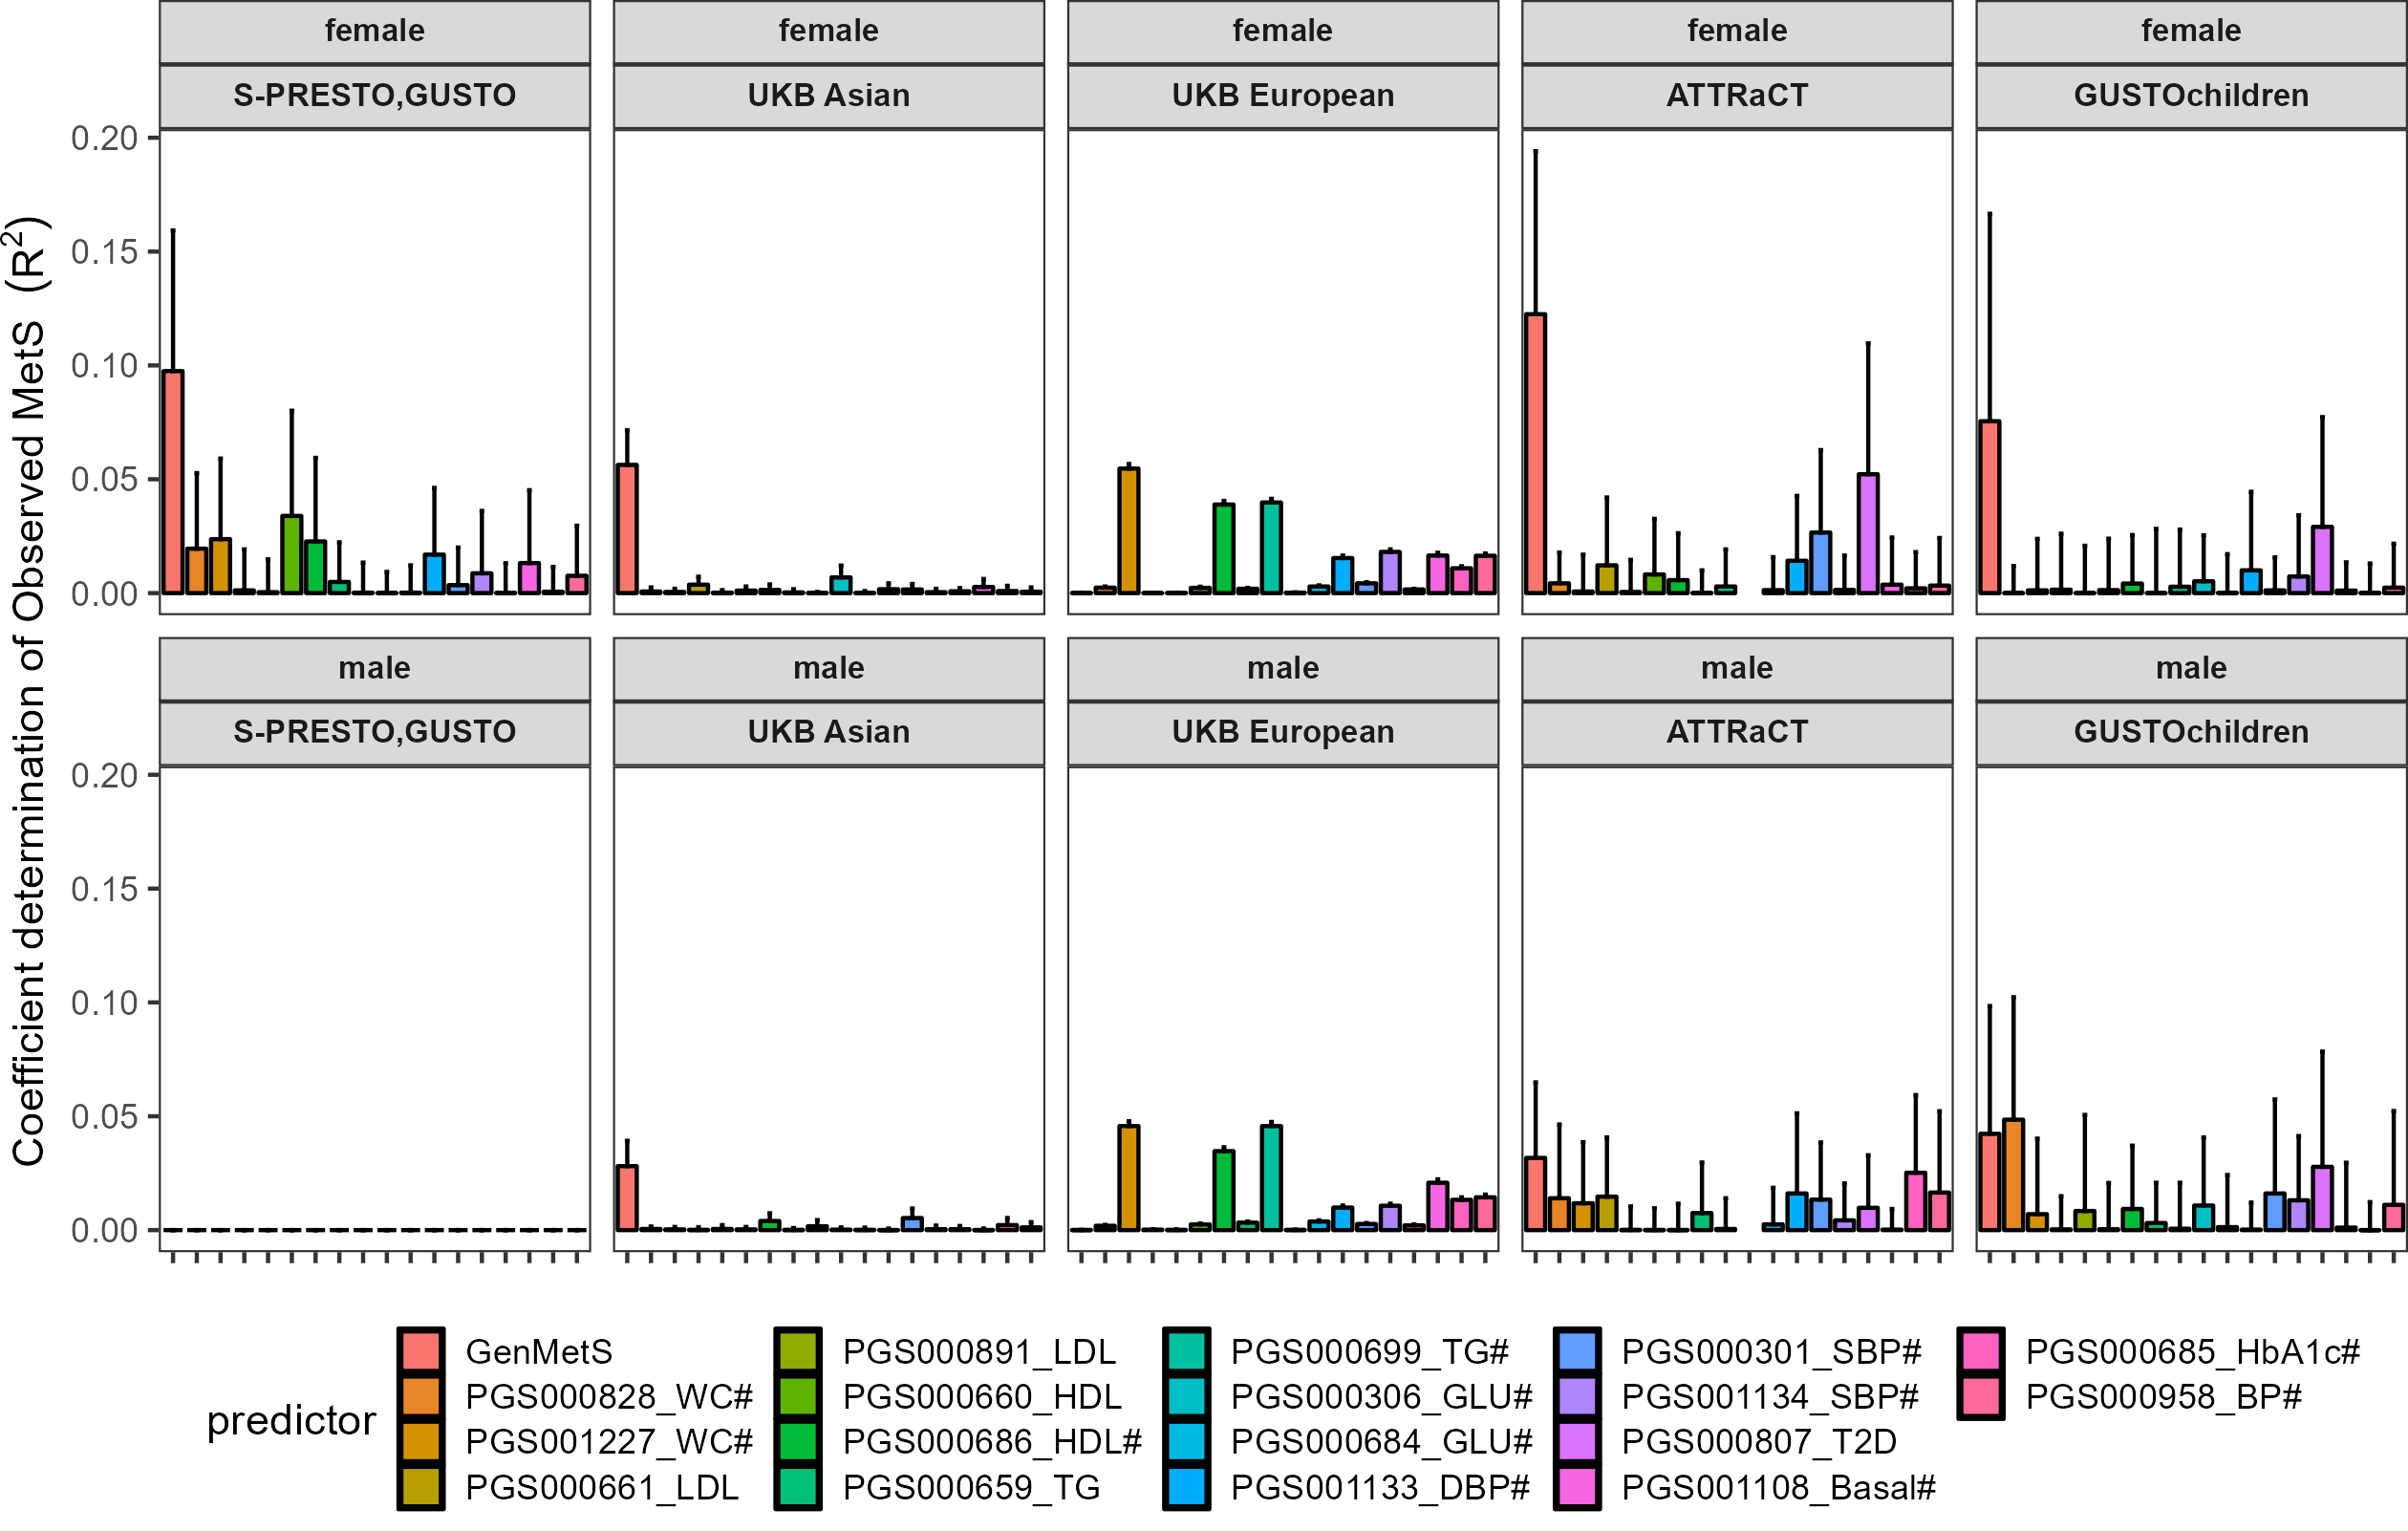 female
female
female
female
female
S-PRESTO,GUSTO
UKB Asian
UKB European
ATTRaCT
GUSTOchildren
Coefficient determination of Observed MetS (R²)
0.20
0.15
0.10
0.05
0.00
male
male
male
male
male
S-PRESTO,GUSTO
UKB Asian
UKB European
ATTRaCT
GUSTOchildren
0.20
0.15
0.10
0.05
0.00
predictor
GenMetS
PGS000828_WC#
PGS001227_WC#
PGS000661_LDL
PGS000891_LDL
PGS000660_HDL
PGS000686_HDL#
PGS000659_TG
PGS000699_TG#
PGS000306_GLU#
PGS000684_GLU#
PGS001133_DBP#
PGS000301_SBP#
PGS001134_SBP#
PGS000807_T2D
PGS001108_Basal#
PGS000685_HbA1c#
PGS000958_BP#